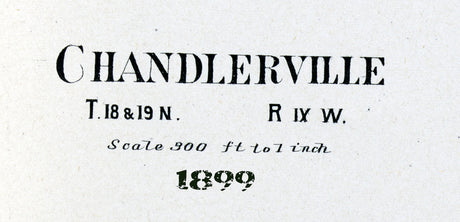 CHANDLERVILLE
T. 18 & 19 N. R IX W.
Scale 300 ft to 1 inch
1899